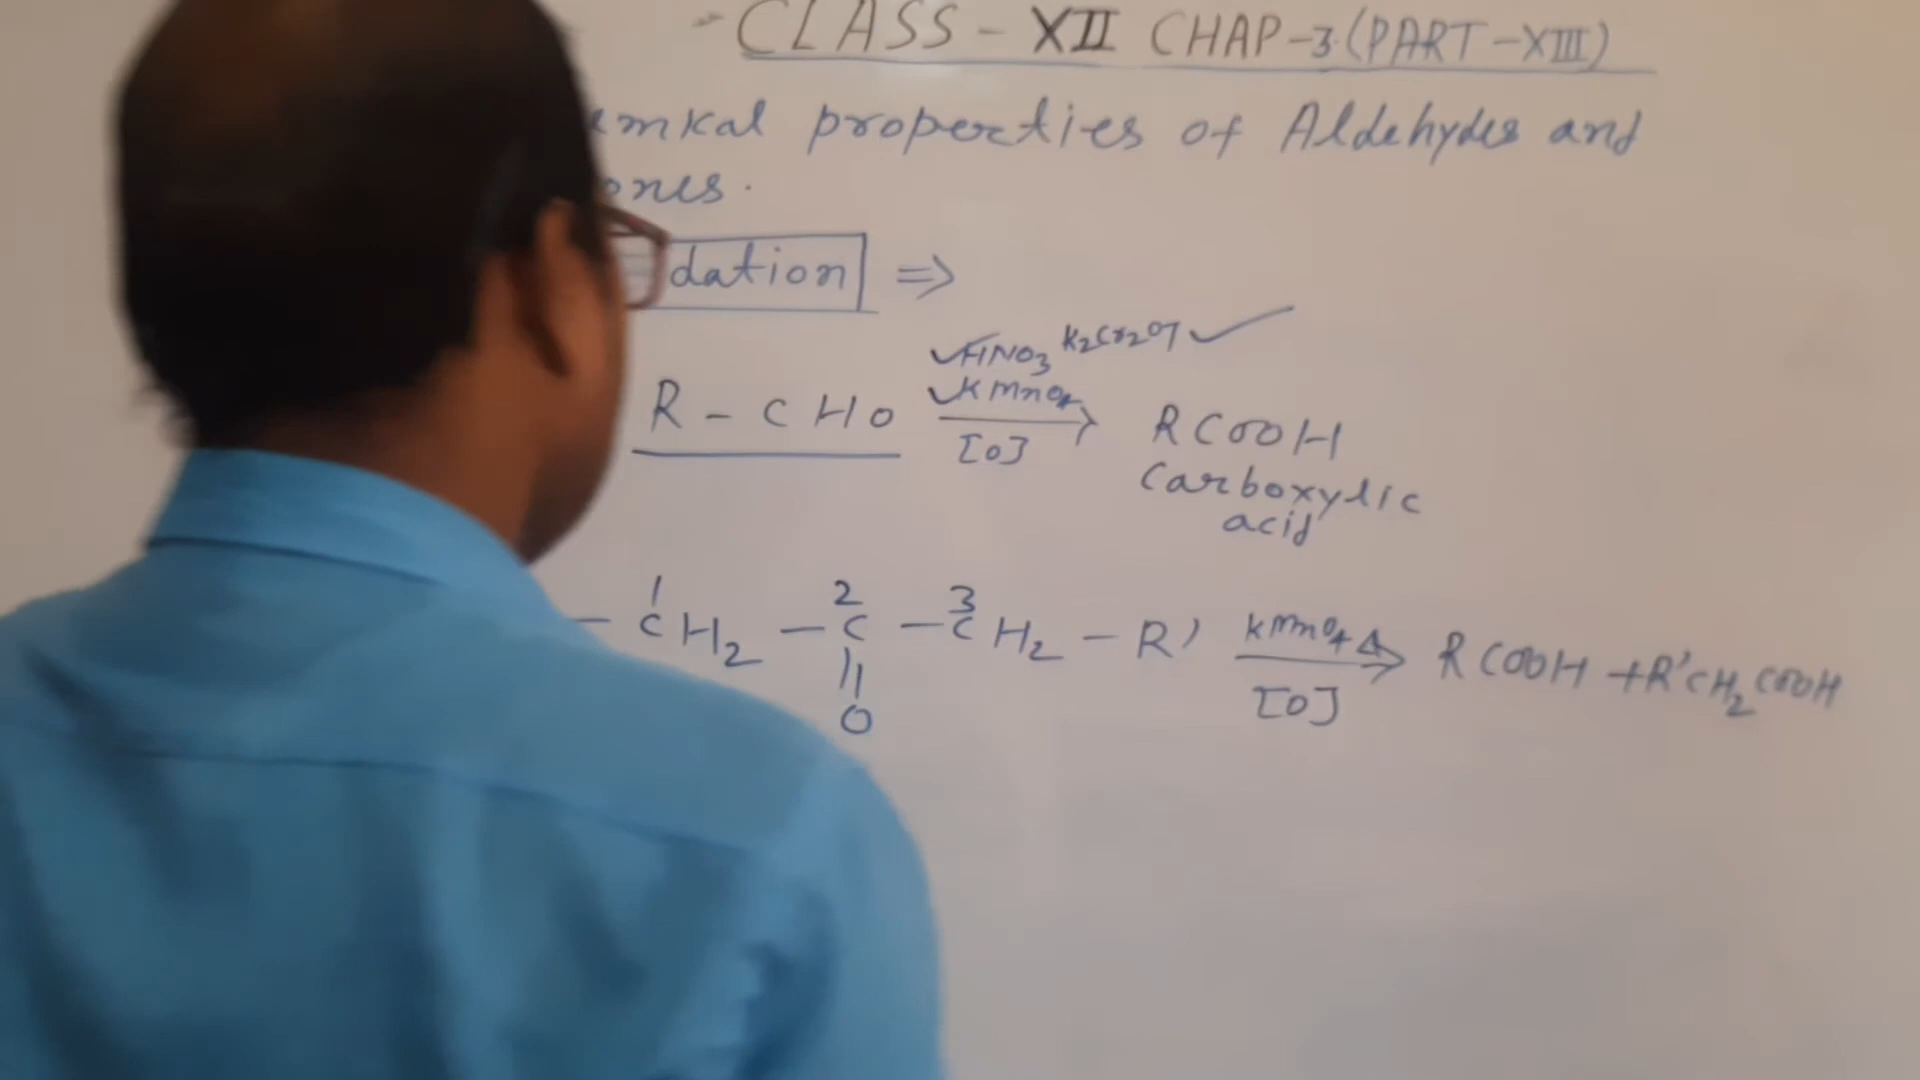 CLASS - XII CHAP-3 (PART-XIII)
emical properties of Aldehydes and
ones.
dation ⇒
HNO3 K2Cr2O7 ✓
KMnO4
R - CHO → RCOOH
[O]
Carboxylic
acid
1 2 3
- CH2 - C - CH2 - R' KMnO4 Δ → RCOOH + R'CH2COOH
|| [O]
O